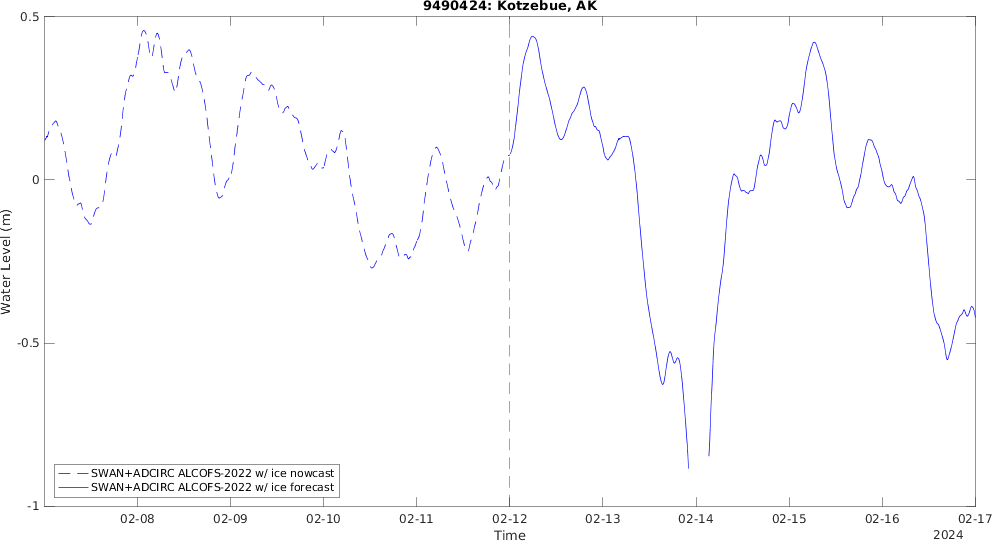 9490424: Kotzebue, AK
0.5
0
-0.5
-1
Water Level (m)
SWAN+ADCIRC ALCOFS-2022 w/ ice nowcast
SWAN+ADCIRC ALCOFS-2022 w/ ice forecast
02-08 02-09 02-10 02-11 02-12 02-13 02-14 02-15 02-16 02-17
Time
2024